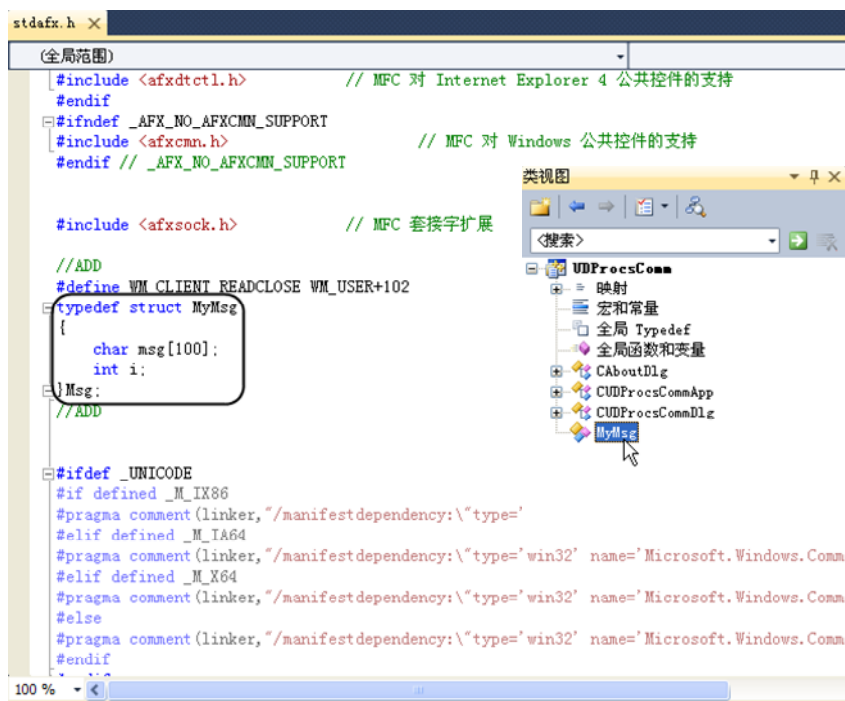 stdafx.h
(全局范围)
#include <afxdtctl.h> // MFC 对 Internet Explorer 4 公共控件的支持
#endif
#ifndef _AFX_NO_AFXCMN_SUPPORT
#include <afxcmn.h> // MFC 对 Windows 公共控件的支持
#endif // _AFX_NO_AFXCMN_SUPPORT
#include <afxsock.h> // MFC 套接字扩展
//ADD
#define WM_CLIENT_READCLOSE WM_USER+102
typedef struct MyMsg
{
char msg[100];
int i;
}Msg;
//ADD
#ifdef _UNICODE
#if defined _M_IX86
#pragma comment(linker,"/manifestdependency:\"type='
#elif defined _M_IA64
#pragma comment(linker,"/manifestdependency:\"type='win32' name='Microsoft.Windows.Comm
#elif defined _M_X64
#pragma comment(linker,"/manifestdependency:\"type='win32' name='Microsoft.Windows.Comm
#else
#pragma comment(linker,"/manifestdependency:\"type='win32' name='Microsoft.Windows.Comm
#endif
100 %
类视图
<搜索>
UDProcsComm
映射
宏和常量
全局 Typedef
全局函数和变量
CAboutDlg
CUDProcsCommApp
CUDProcsCommDlg
MyMsg